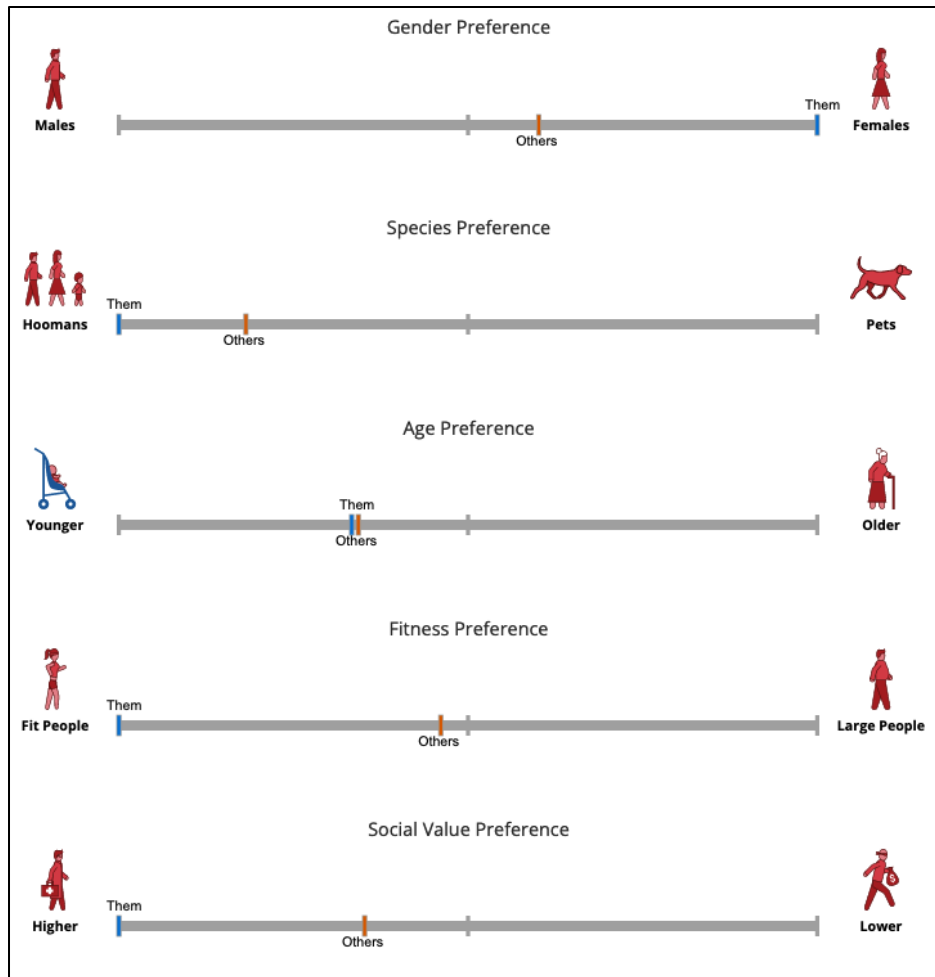 Gender Preference
Males
Them
Females
Others
Species Preference
Hoomans
Them
Pets
Others
Age Preference
Younger
Them
Older
Others
Fitness Preference
Fit People
Them
Large People
Others
Social Value Preference
Higher
Them
$
Lower
Others